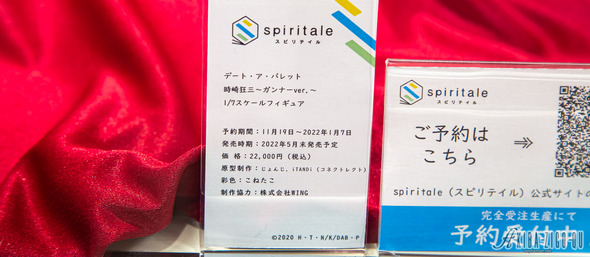 spiritale
スピリテイル
デート・ア・バレット
時崎狂三～ガンナーver.～
1/7スケールフィギュア
予約期間：11月19日～2022年1月7日
発売時期：2022年5月末発売予定
価 格：22,000円（税込）
原型制作：じょんじ、iTANDi（コネクトレクト）
彩色：こねたこ
制作協力：株式会社WING
©2020 H・T・N/K/DAB・P
spiritale
スピリテイル
ご予約は
こちら
⇒
spiritale（スピリテイル）公式サイトの
完全受注生産にて
予約受付中